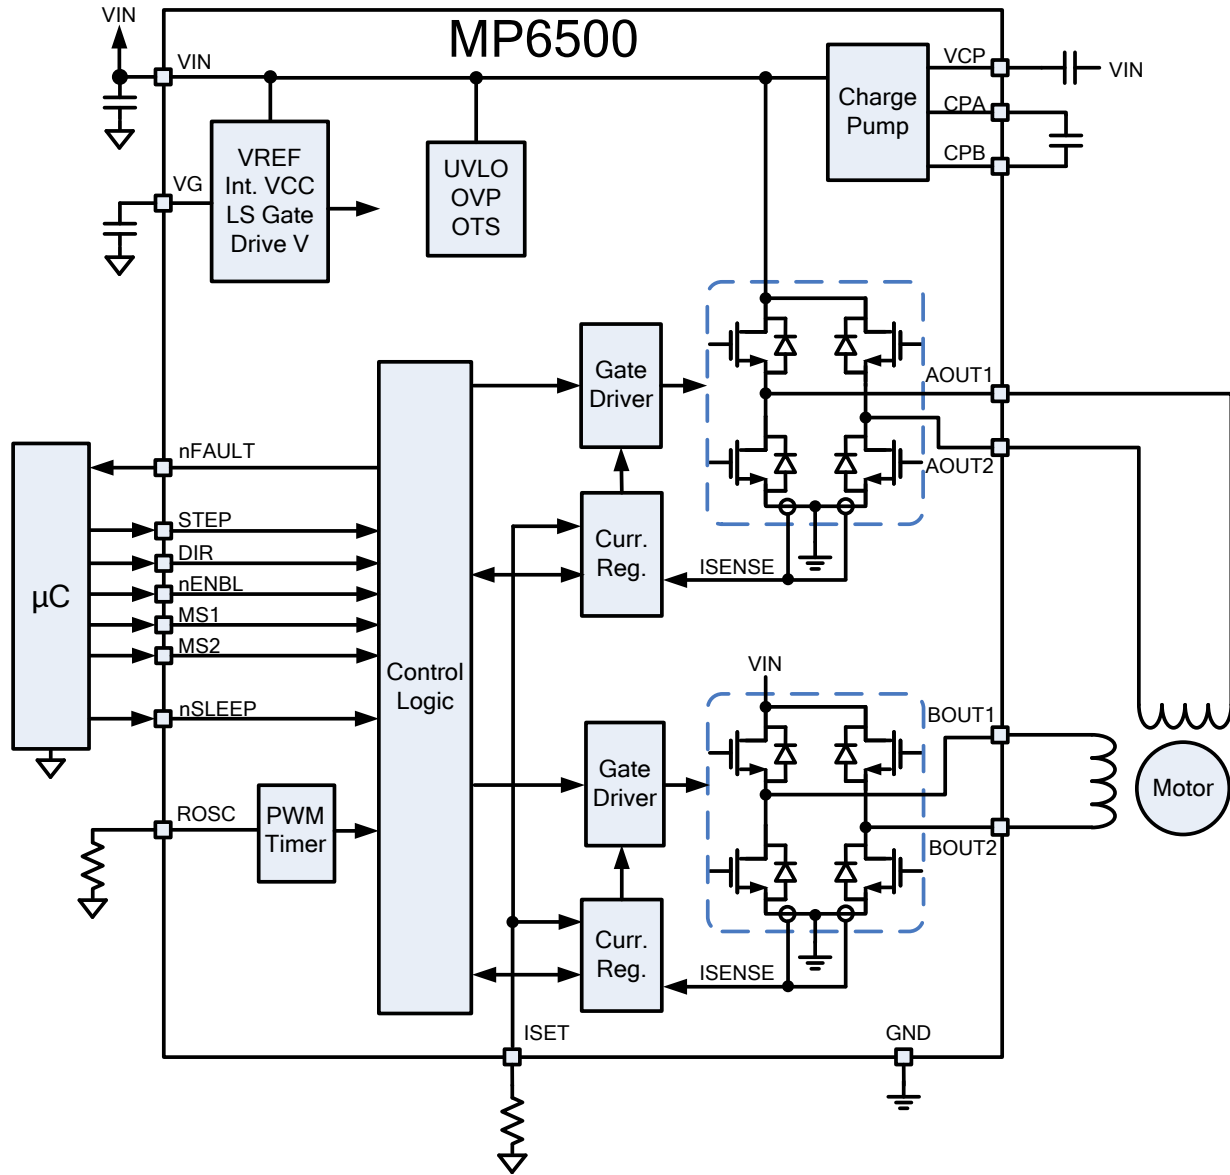 VIN
MP6500
VIN
VCP
VIN
Charge
Pump
CPA
CPB
VREF
Int. VCC
LS Gate
Drive V
UVLO
OVP
OTS
VG
Gate
Driver
AOUT1
AOUT2
nFAULT
STEP
DIR
nENBL
MS1
MS2
nSLEEP
µC
Curr.
Reg.
ISENSE
Control
Logic
VIN
BOUT1
BOUT2
Gate
Driver
Motor
ROSC
PWM
Timer
Curr.
Reg.
ISENSE
ISET
GND